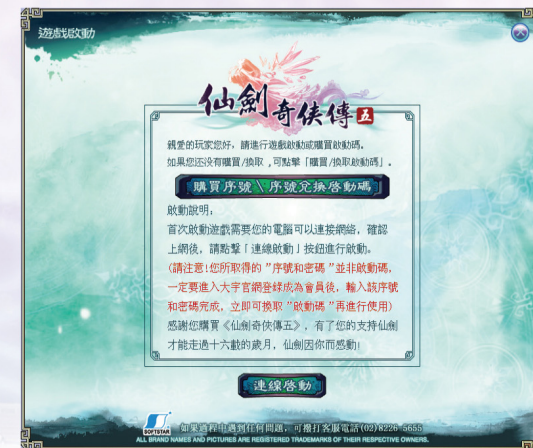 遊戲啟動
仙劍奇俠傳五
親愛的玩家您好，請進行遊戲啟動或購買啟動碼。
如果您还没有購買/換取，可點擊「購買/換取啟動碼」。
購買序號\序號兌換啓動碼
啟動說明：
首次啟動遊戲需要您的電腦可以連接網絡，確認
上網後，請點擊「連線啟動」按鈕進行啟動。
(請注意!您所取得的"序號和密碼"並非啟動碼，
一定要進入大宇官網登錄成為會員後，輸入該序號
和密碼完成，立即可換取"啟動碼"再進行使用)
感謝您購買《仙劍奇俠傳五》，有了您的支持仙劍
才能走過十六載的歲月，仙劍因你而感動!
連線啓動
SOFTSTAR
如果過程中遇到任何問題，可撥打客服電話(02)8226-5655
ALL BRAND NAMES AND PICTURES ARE REGISTERED TRADEMARKS OF THEIR RESPECTIVE OWNERS.